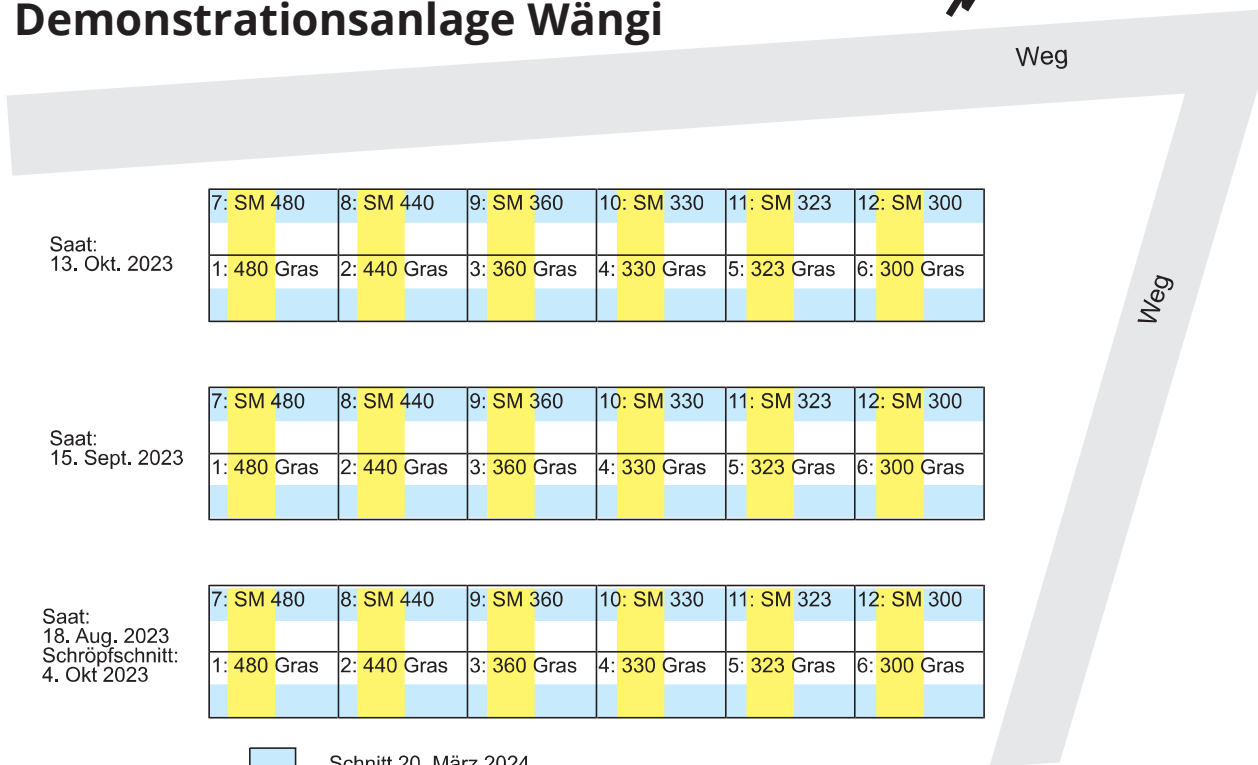 Demonstrationsanlage Wängi
Weg
7: SM 480 8: SM 440 9: SM 360 10: SM 330 11: SM 323 12: SM 300
Saat:
13. Okt. 2023
1: 480 Gras 2: 440 Gras 3: 360 Gras 4: 330 Gras 5: 323 Gras 6: 300 Gras
Weg
7: SM 480 8: SM 440 9: SM 360 10: SM 330 11: SM 323 12: SM 300
Saat:
15. Sept. 2023
1: 480 Gras 2: 440 Gras 3: 360 Gras 4: 330 Gras 5: 323 Gras 6: 300 Gras
7: SM 480 8: SM 440 9: SM 360 10: SM 330 11: SM 323 12: SM 300
Saat:
18. Aug. 2023
Schröpfschnitt:
4. Okt 2023
1: 480 Gras 2: 440 Gras 3: 360 Gras 4: 330 Gras 5: 323 Gras 6: 300 Gras
Schnitt 20. März 2024